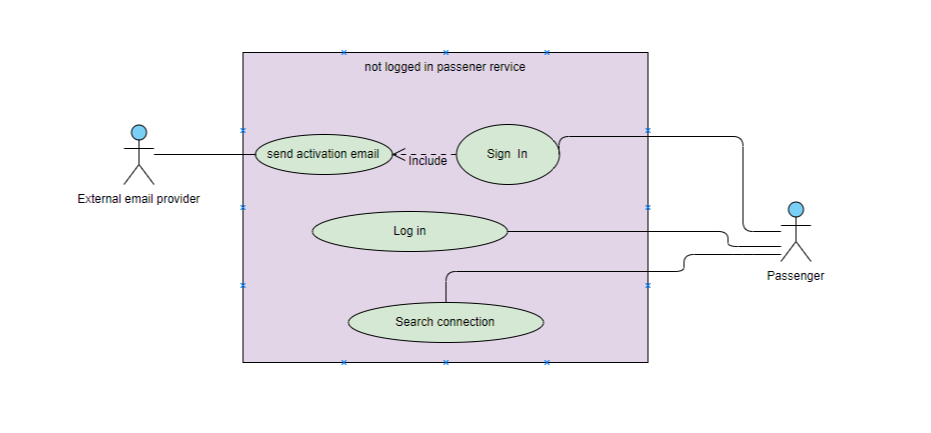 not logged in passener rervice
send activation email
Include
Sign In
External email provider
Log in
Passenger
Search connection